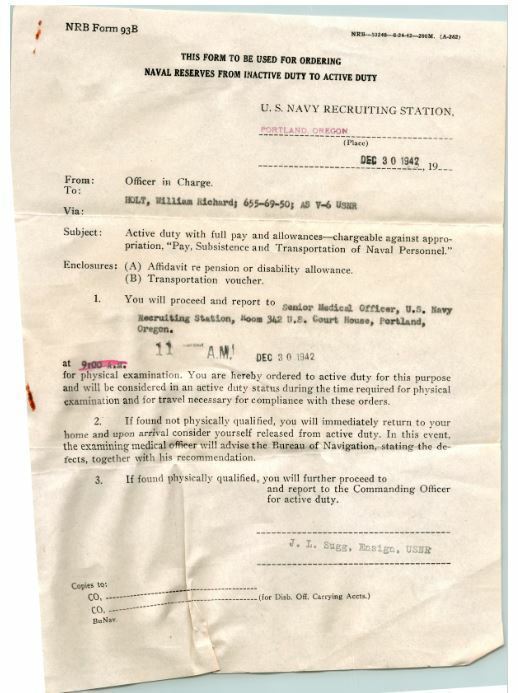 NRB Form 93B
NRB—53248—8-24-42—200M. (A-242)
THIS FORM TO BE USED FOR ORDERING
NAVAL RESERVES FROM INACTIVE DUTY TO ACTIVE DUTY
U. S. NAVY RECRUITING STATION,
PORTLAND, OREGON
(Place)
DEC 30 1942, 19
From: Officer in Charge.
To: HOLT, William Richard; 655-69-50; AS V-6 USNR
Via:
Subject: Active duty with full pay and allowances—chargeable against appro-
priation, "Pay, Subsistence and Transportation of Naval Personnel."
Enclosures: (A) Affidavit re pension or disability allowance.
(B) Transportation voucher.
1. You will proceed and report to Senior Medical Officer, U.S. Navy
Recruiting Station, Room 342 U.S. Court House, Portland,
Oregon.
11 A.M. DEC 30 1942
at 9:00 A.M.
for physical examination. You are hereby ordered to active duty for this purpose
and will be considered in an active duty status during the time required for physical
examination and for travel necessary for compliance with these orders.
2. If found not physically qualified, you will immediately return to your
home and upon arrival consider yourself released from active duty. In this event,
the examining medical officer will advise the Bureau of Navigation, stating the de-
fects, together with his recommendation.
3. If found physically qualified, you will further proceed to
and report to the Commanding Officer
for active duty.
J. L. Sugg, Ensign, USNR
Copies to:
CO,
(for Disb. Off. Carrying Accts.)
CO,
BuNav.